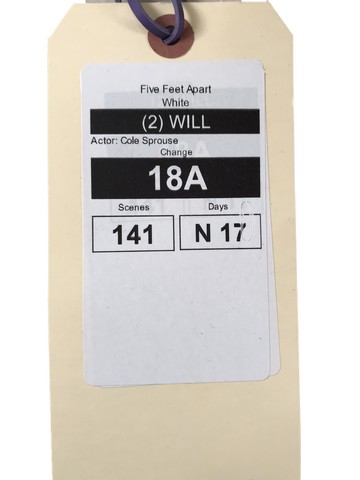 Five Feet Apart
White
(2) WILL
Actor: Cole Sprouse
Change
18A
Scenes Days
141 N 17